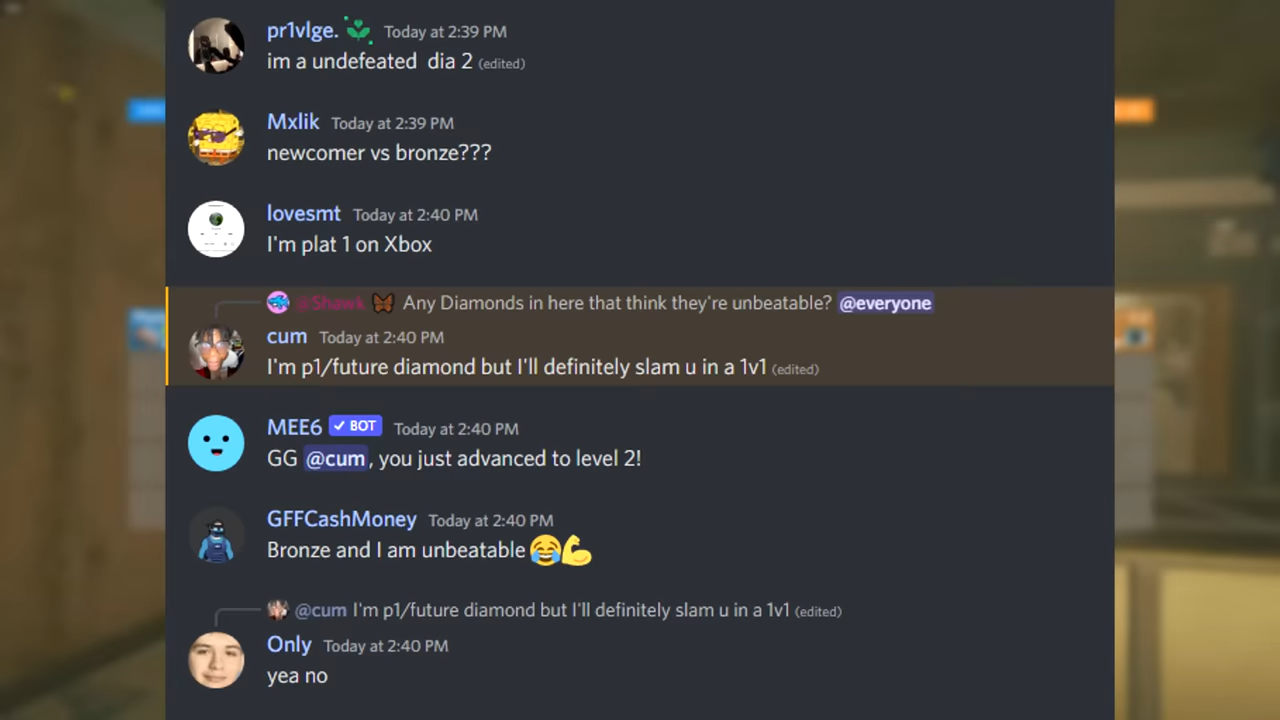 pr1vlge. Today at 2:39 PM
im a undefeated dia 2 (edited)
Mxlik Today at 2:39 PM
newcomer vs bronze???
lovesmt Today at 2:40 PM
I'm plat 1 on Xbox
@Shawk Any Diamonds in here that think they're unbeatable? @everyone
cum Today at 2:40 PM
I'm p1/future diamond but I'll definitely slam u in a 1v1 (edited)
MEE6 ✓ BOT Today at 2:40 PM
GG @cum, you just advanced to level 2!
GFFCashMoney Today at 2:40 PM
Bronze and I am unbeatable 😂💪
@cum I'm p1/future diamond but I'll definitely slam u in a 1v1 (edited)
Only Today at 2:40 PM
yea no